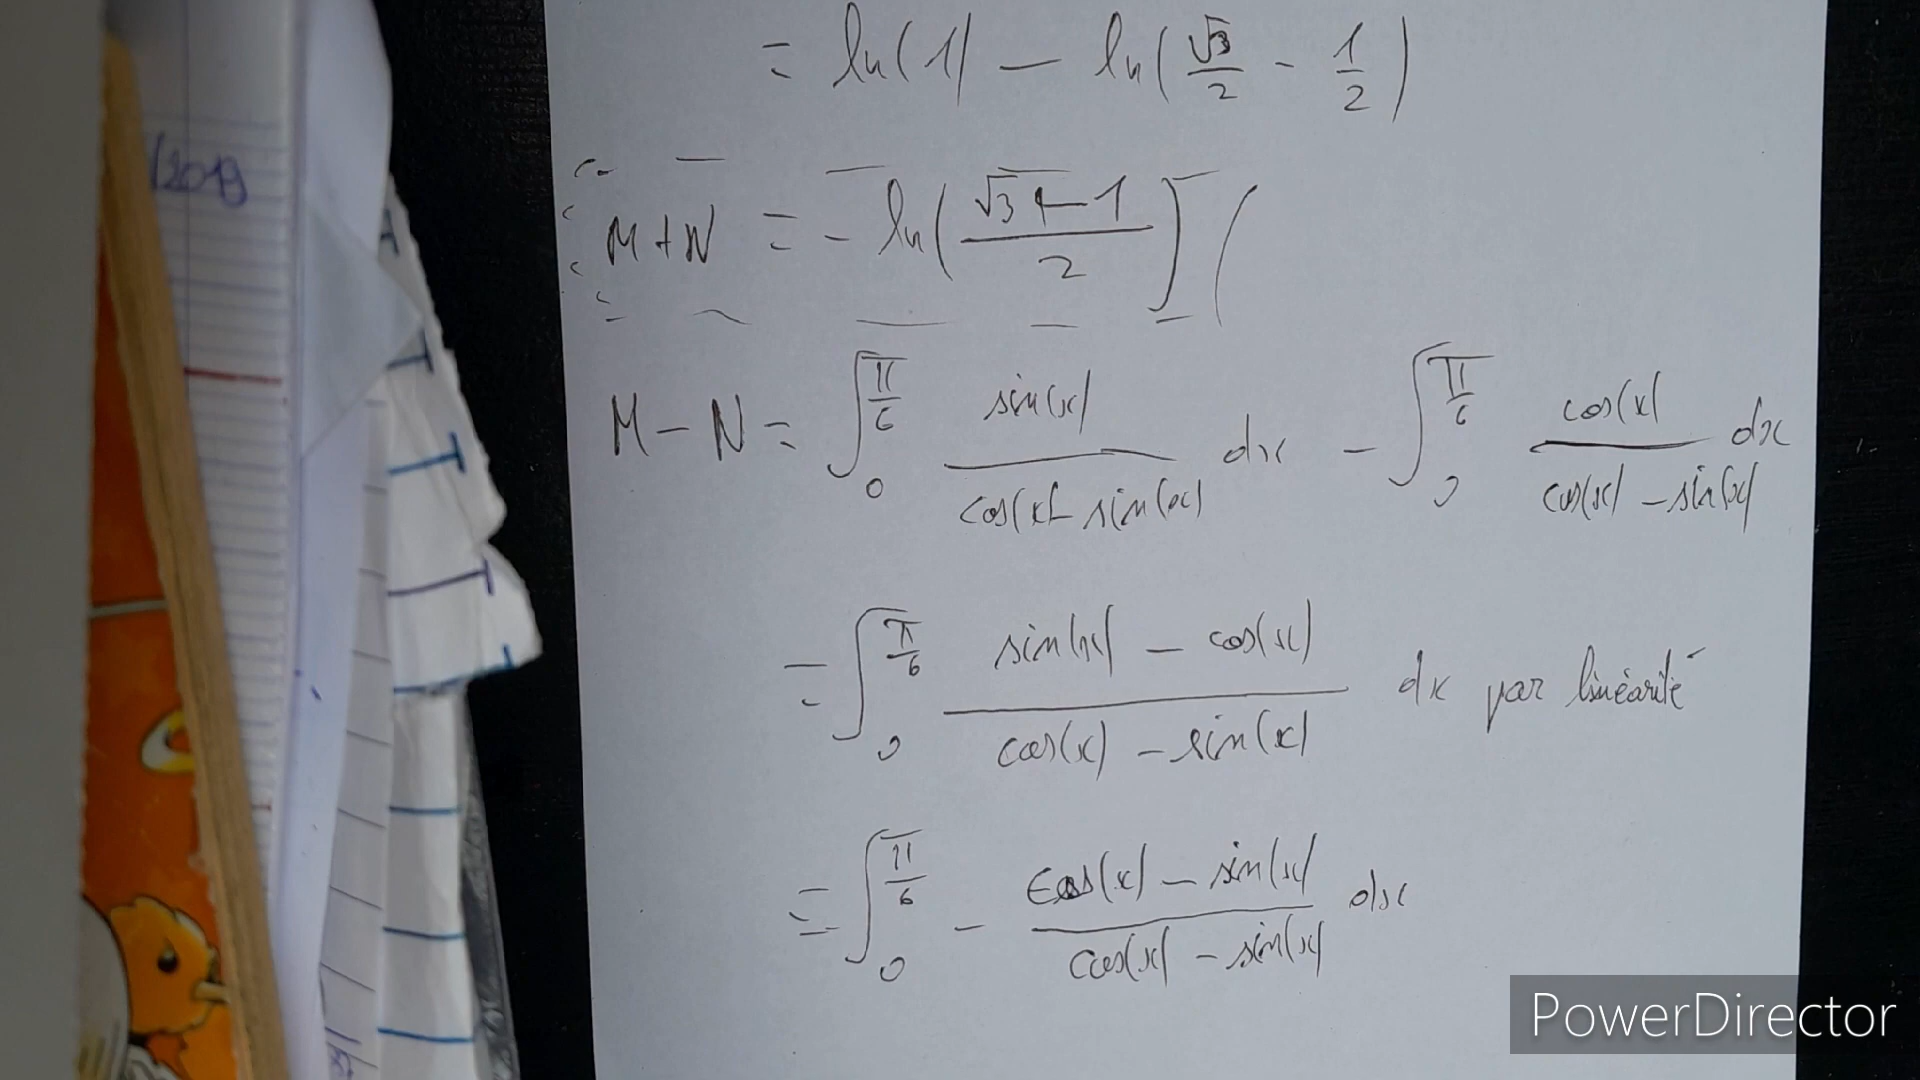 /2019
= ln(1) - ln(√3/2 - 1/2)
M+N = - ln((√3 - 1)/2)
M - N = ∫₀^(π/6) sin(x)/(cos(x) - sin(x)) dx - ∫₀^(π/6) cos(x)/(cos(x) - sin(x)) dx
= ∫₀^(π/6) (sin(x) - cos(x))/(cos(x) - sin(x)) dx par linéarité
= ∫₀^(π/6) - (cos(x) - sin(x))/(cos(x) - sin(x)) dx
PowerDirector